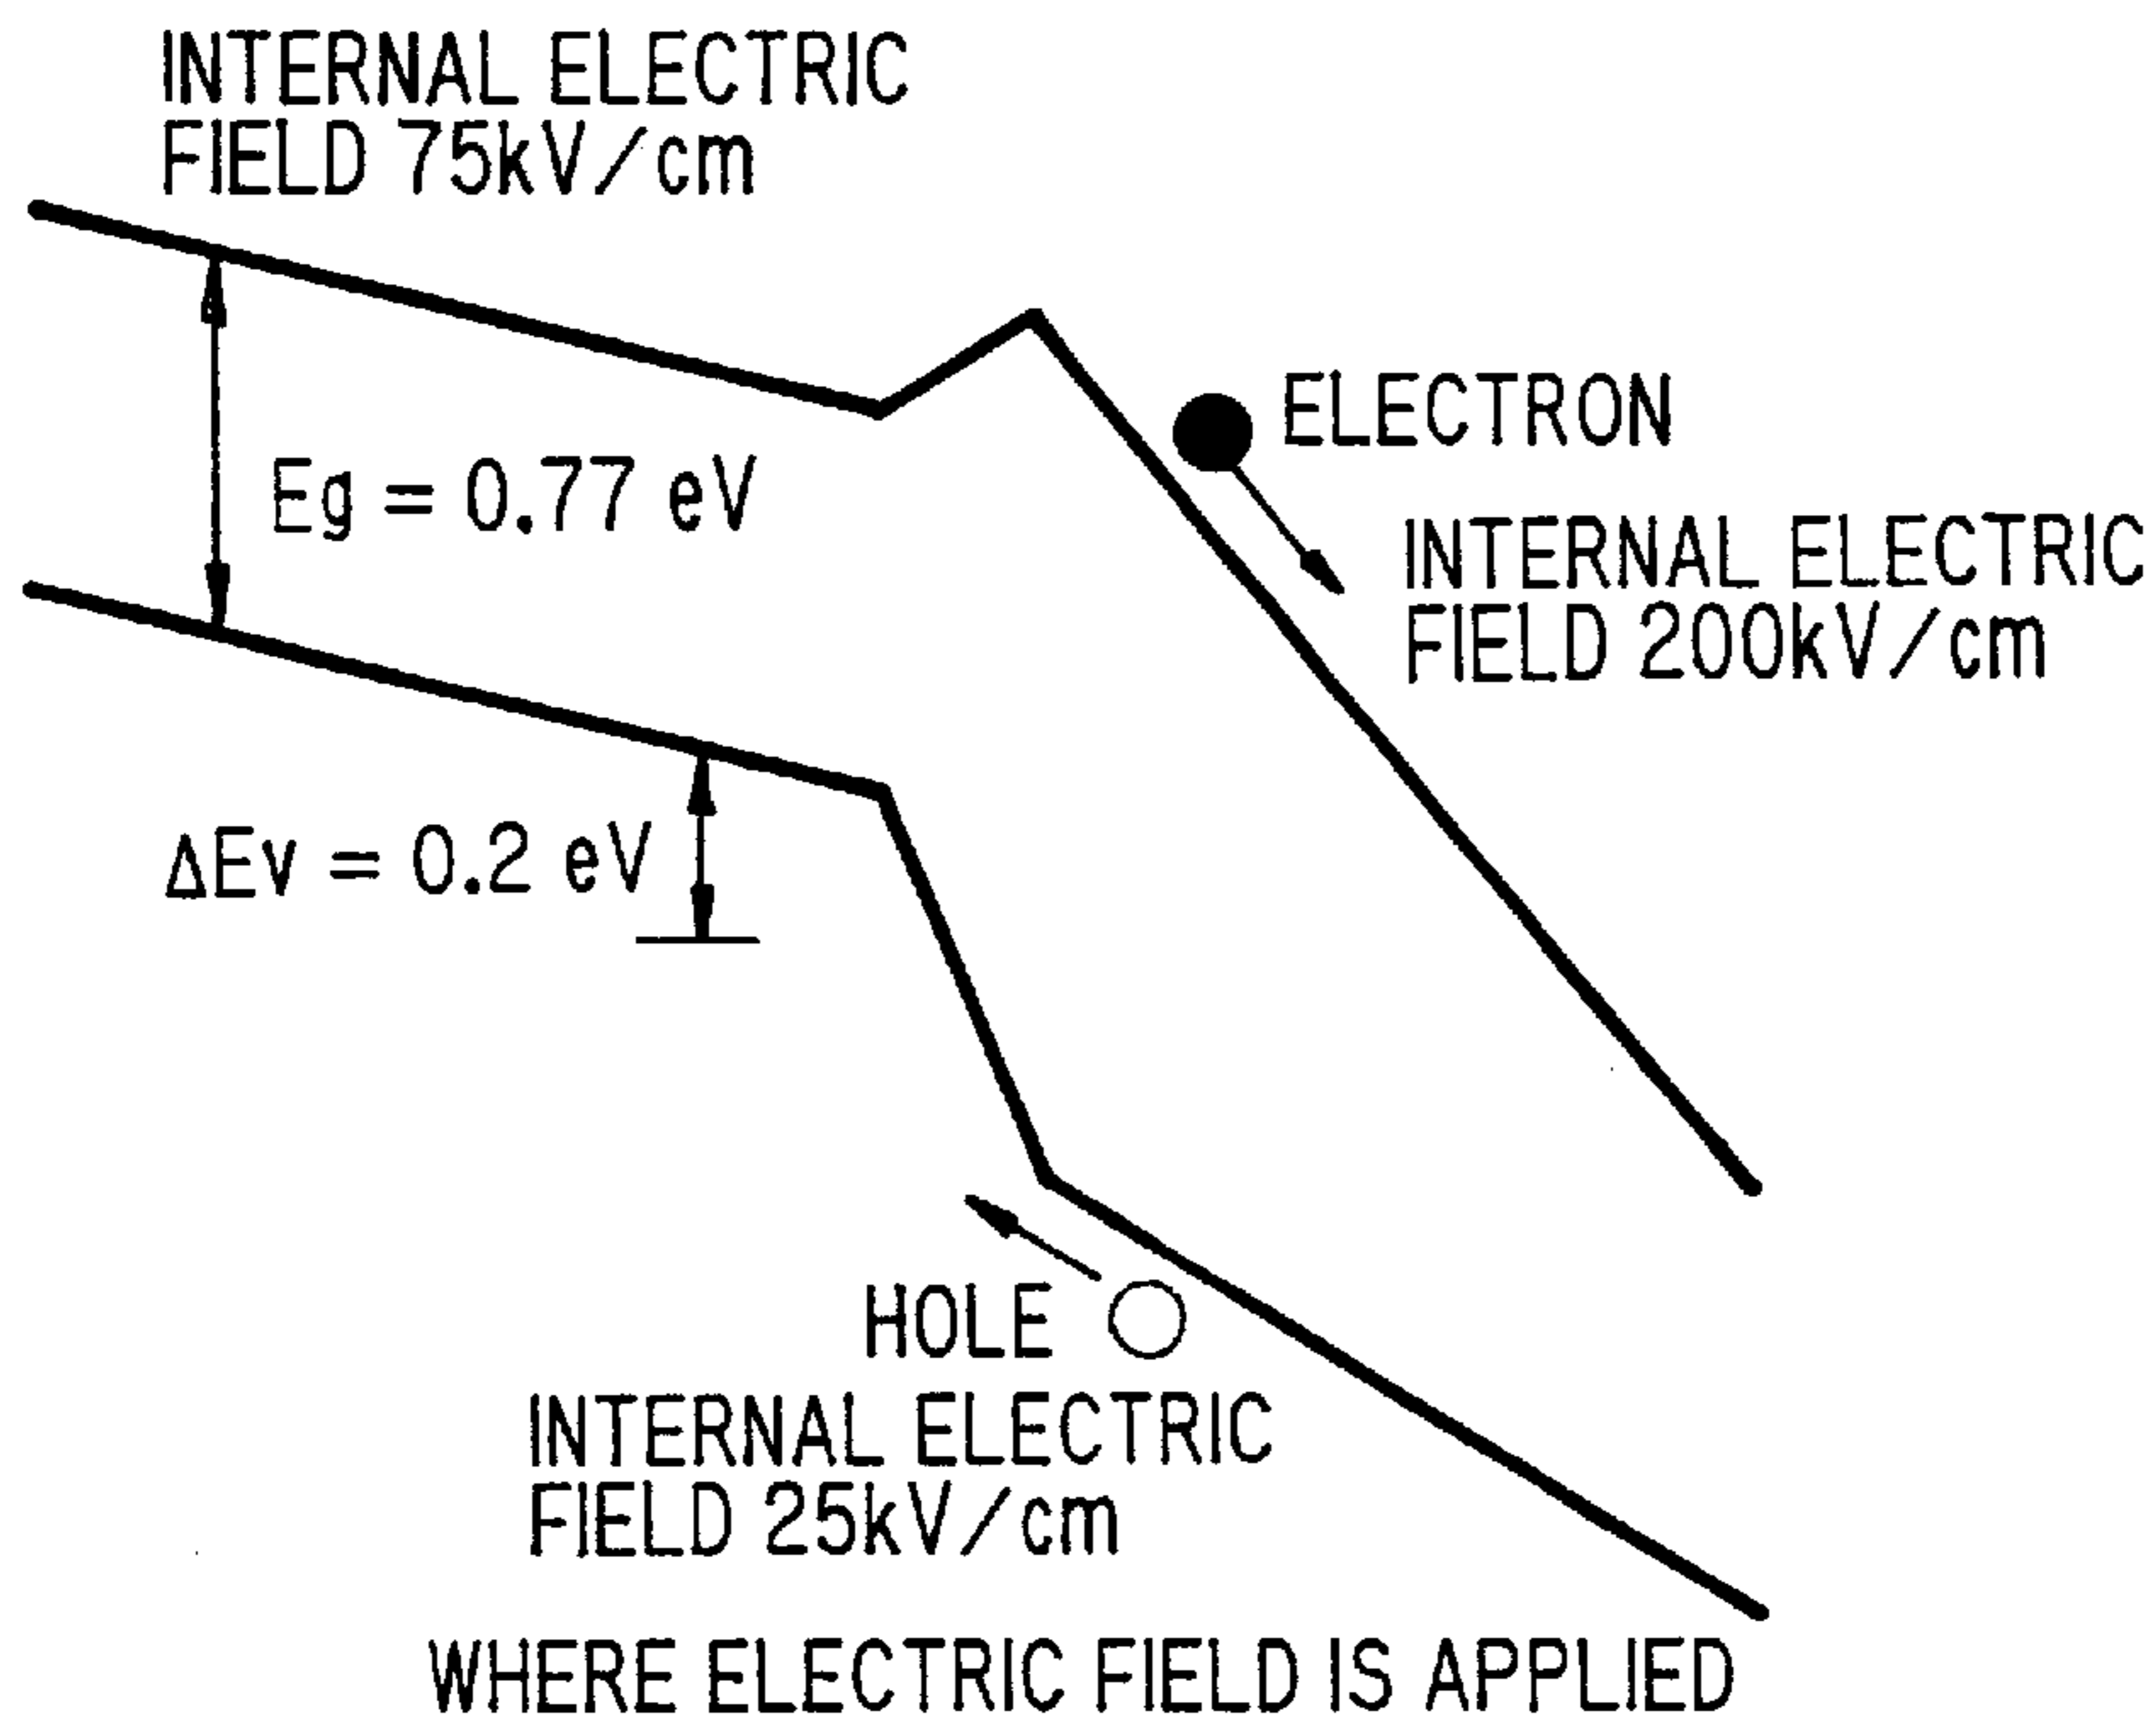 INTERNAL ELECTRIC
FIELD 75kV/cm
ELECTRON
Eg = 0.77 eV
INTERNAL ELECTRIC
FIELD 200kV/cm
ΔEv = 0.2 eV
HOLE
INTERNAL ELECTRIC
FIELD 25kV/cm
WHERE ELECTRIC FIELD IS APPLIED